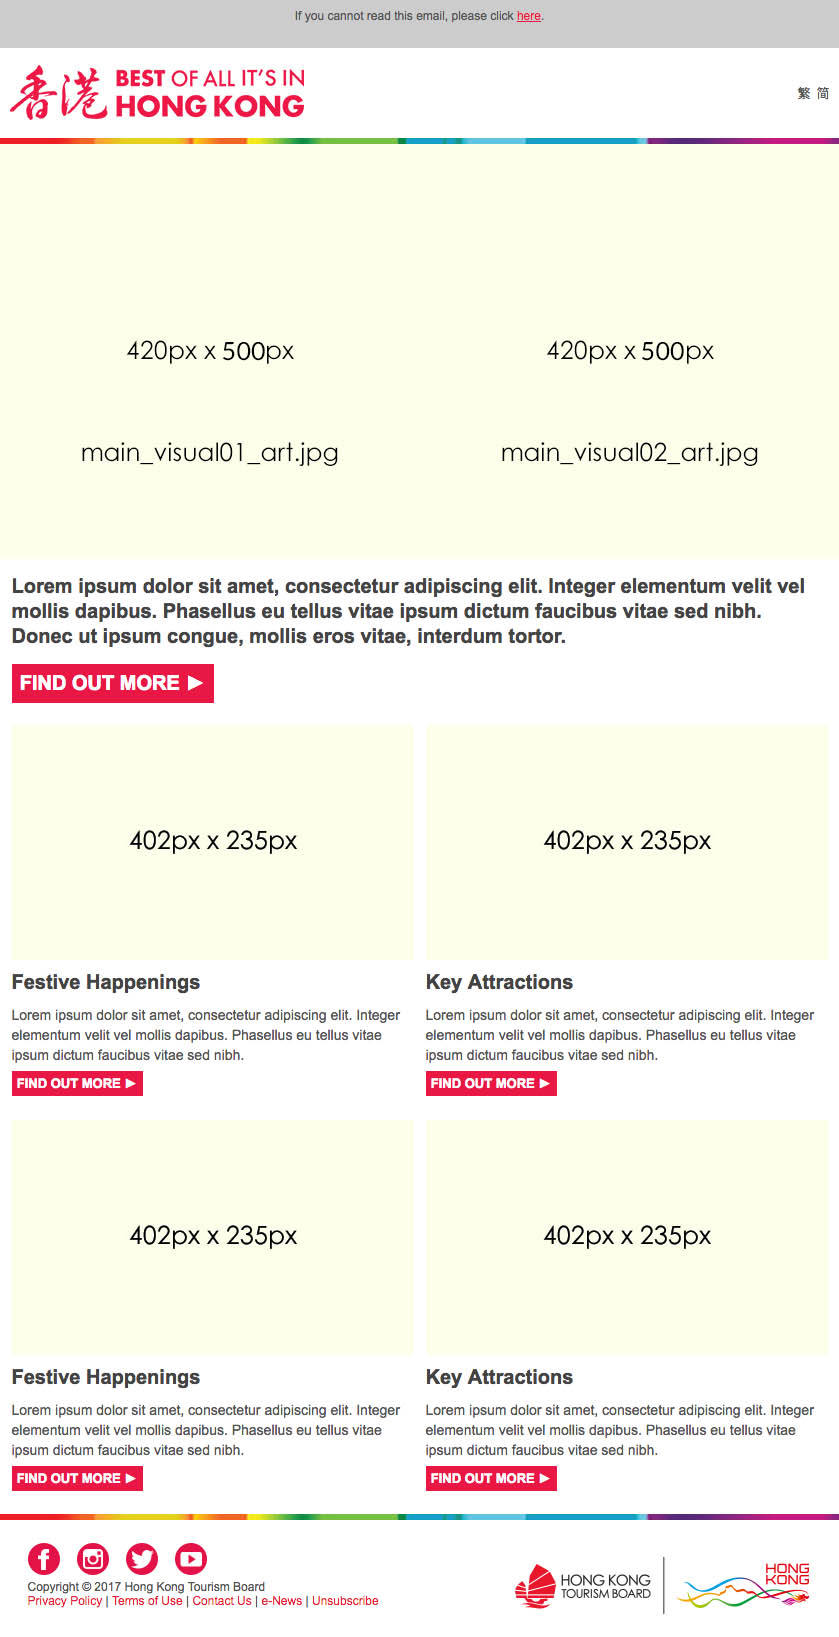 If you cannot read this email, please click here.
香港 BEST OF ALL IT'S IN
HONG KONG
繁 简
420px x 500px
420px x 500px
main_visual01_art.jpg
main_visual02_art.jpg
Lorem ipsum dolor sit amet, consectetur adipiscing elit. Integer elementum velit vel
mollis dapibus. Phasellus eu tellus vitae ipsum dictum faucibus vitae sed nibh.
Donec ut ipsum congue, mollis eros vitae, interdum tortor.
FIND OUT MORE ►
402px x 235px
402px x 235px
Festive Happenings
Lorem ipsum dolor sit amet, consectetur adipiscing elit. Integer
elementum velit vel mollis dapibus. Phasellus eu tellus vitae
ipsum dictum faucibus vitae sed nibh.
FIND OUT MORE ►
Key Attractions
Lorem ipsum dolor sit amet, consectetur adipiscing elit. Integer
elementum velit vel mollis dapibus. Phasellus eu tellus vitae
ipsum dictum faucibus vitae sed nibh.
FIND OUT MORE ►
402px x 235px
402px x 235px
Festive Happenings
Lorem ipsum dolor sit amet, consectetur adipiscing elit. Integer
elementum velit vel mollis dapibus. Phasellus eu tellus vitae
ipsum dictum faucibus vitae sed nibh.
FIND OUT MORE ►
Key Attractions
Lorem ipsum dolor sit amet, consectetur adipiscing elit. Integer
elementum velit vel mollis dapibus. Phasellus eu tellus vitae
ipsum dictum faucibus vitae sed nibh.
FIND OUT MORE ►
Copyright © 2017 Hong Kong Tourism Board
Privacy Policy | Terms of Use | Contact Us | e-News | Unsubscribe
HONG KONG
TOURISM BOARD
HONG
KONG